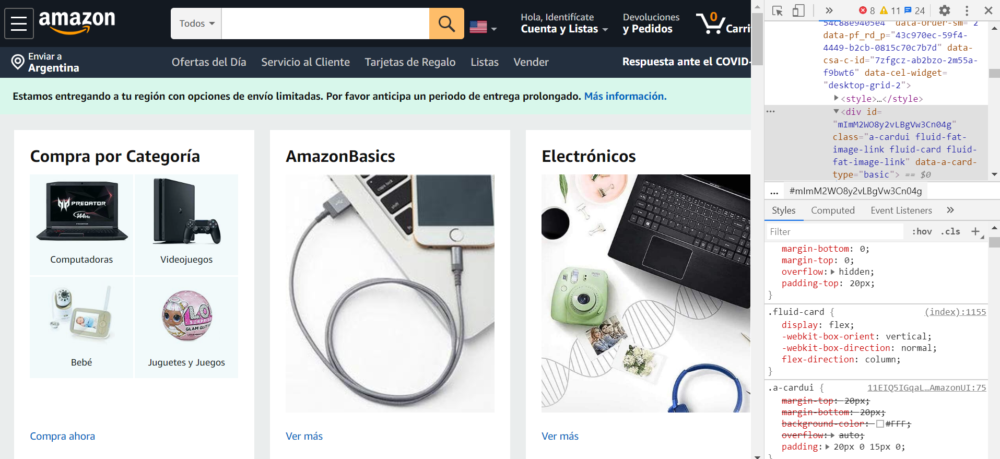 amazon
Todos
Hola, Identifícate
Cuenta y Listas
Devoluciones
y Pedidos
0
Carri
Enviar a
Argentina
Ofertas del Día
Servicio al Cliente
Tarjetas de Regalo
Listas
Vender
Respuesta ante el COVID-
Estamos entregando a tu región con opciones de envío limitadas. Por favor anticipa un periodo de entrega prolongado. Más información.
Compra por Categoría
PREDATOR
144Hz
PREDATOR
Computadoras
Videojuegos
Bebé
L.O.L.
SURPRISE
GLAM GLIT
Juguetes y Juegos
Compra ahora
AmazonBasics
caps lock
Ver más
Electrónicos
Ver más
8 11 24
54c88e9405e4" data-order-sm="2
data-pf_rd_p="43c970ec-59f4-
4449-b2cb-0815c70c7b7d" data-
csa-c-id="7zfgcz-ab2bzo-2m55a-
f9bwt6" data-cel-widget=
"desktop-grid-2">
<style>…</style>
… <div id=
"mImM2WO8y2vLBgVw3Cn04g"
class="a-cardui fluid-fat-
image-link fluid-card fluid-
fat-image-link" data-a-card-
type="basic"> == $0
... #mImM2WO8y2vLBgVw3Cn04g
Styles Computed Event Listeners »
Filter :hov .cls +
margin-bottom: 0;
margin-top: 0;
overflow: hidden;
padding-top: 20px;
}
.fluid-card { (index):1155
display: flex;
-webkit-box-orient: vertical;
-webkit-box-direction: normal;
flex-direction: column;
}
.a-cardui { 11EIQ5IGqaL…AmazonUI:75
margin-top: 20px;
margin-bottom: 20px;
background-color: #FFF;
overflow: auto;
padding: 20px 0 15px 0;
}